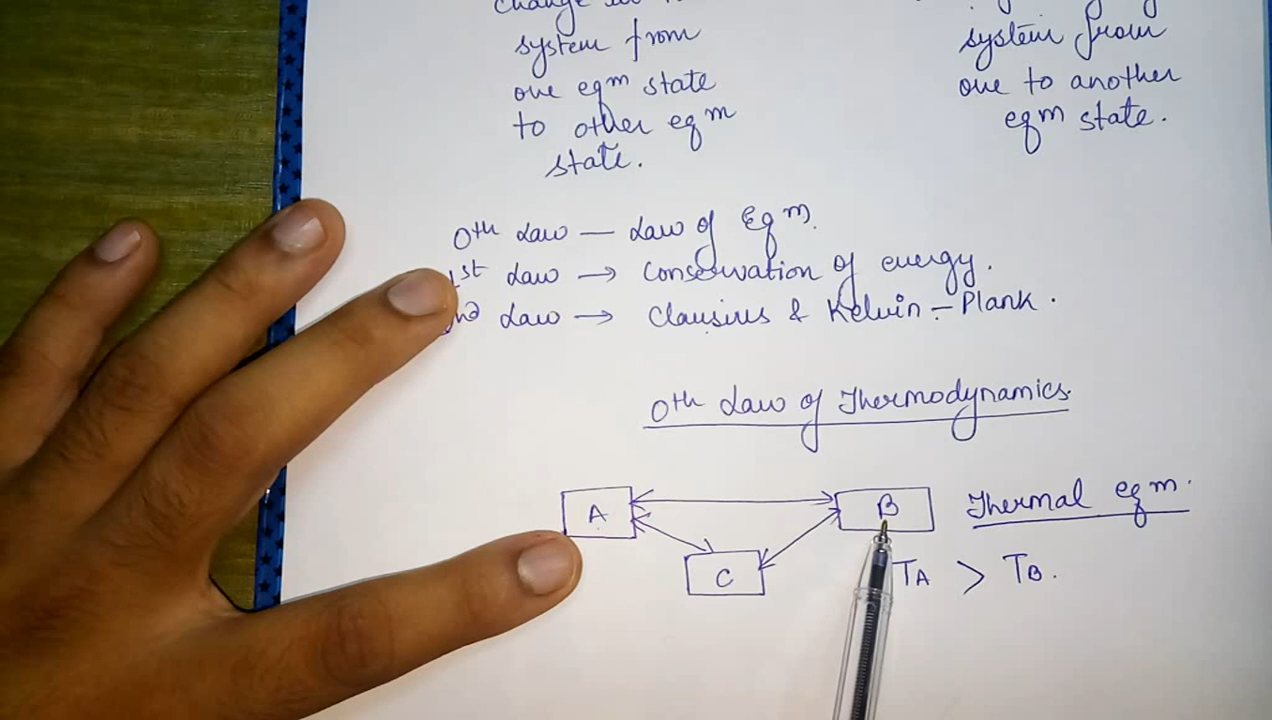 system from
one eqm state
to other eqm
state.
system from
one to another
eqm state.
0th Law — Law of Eqm.
1st Law → Conservation of energy.
Law → Clausius & Kelvin - Plank.
0th Law of Thermodynamics.
A
B
C
Thermal eqm.
TA > TB.